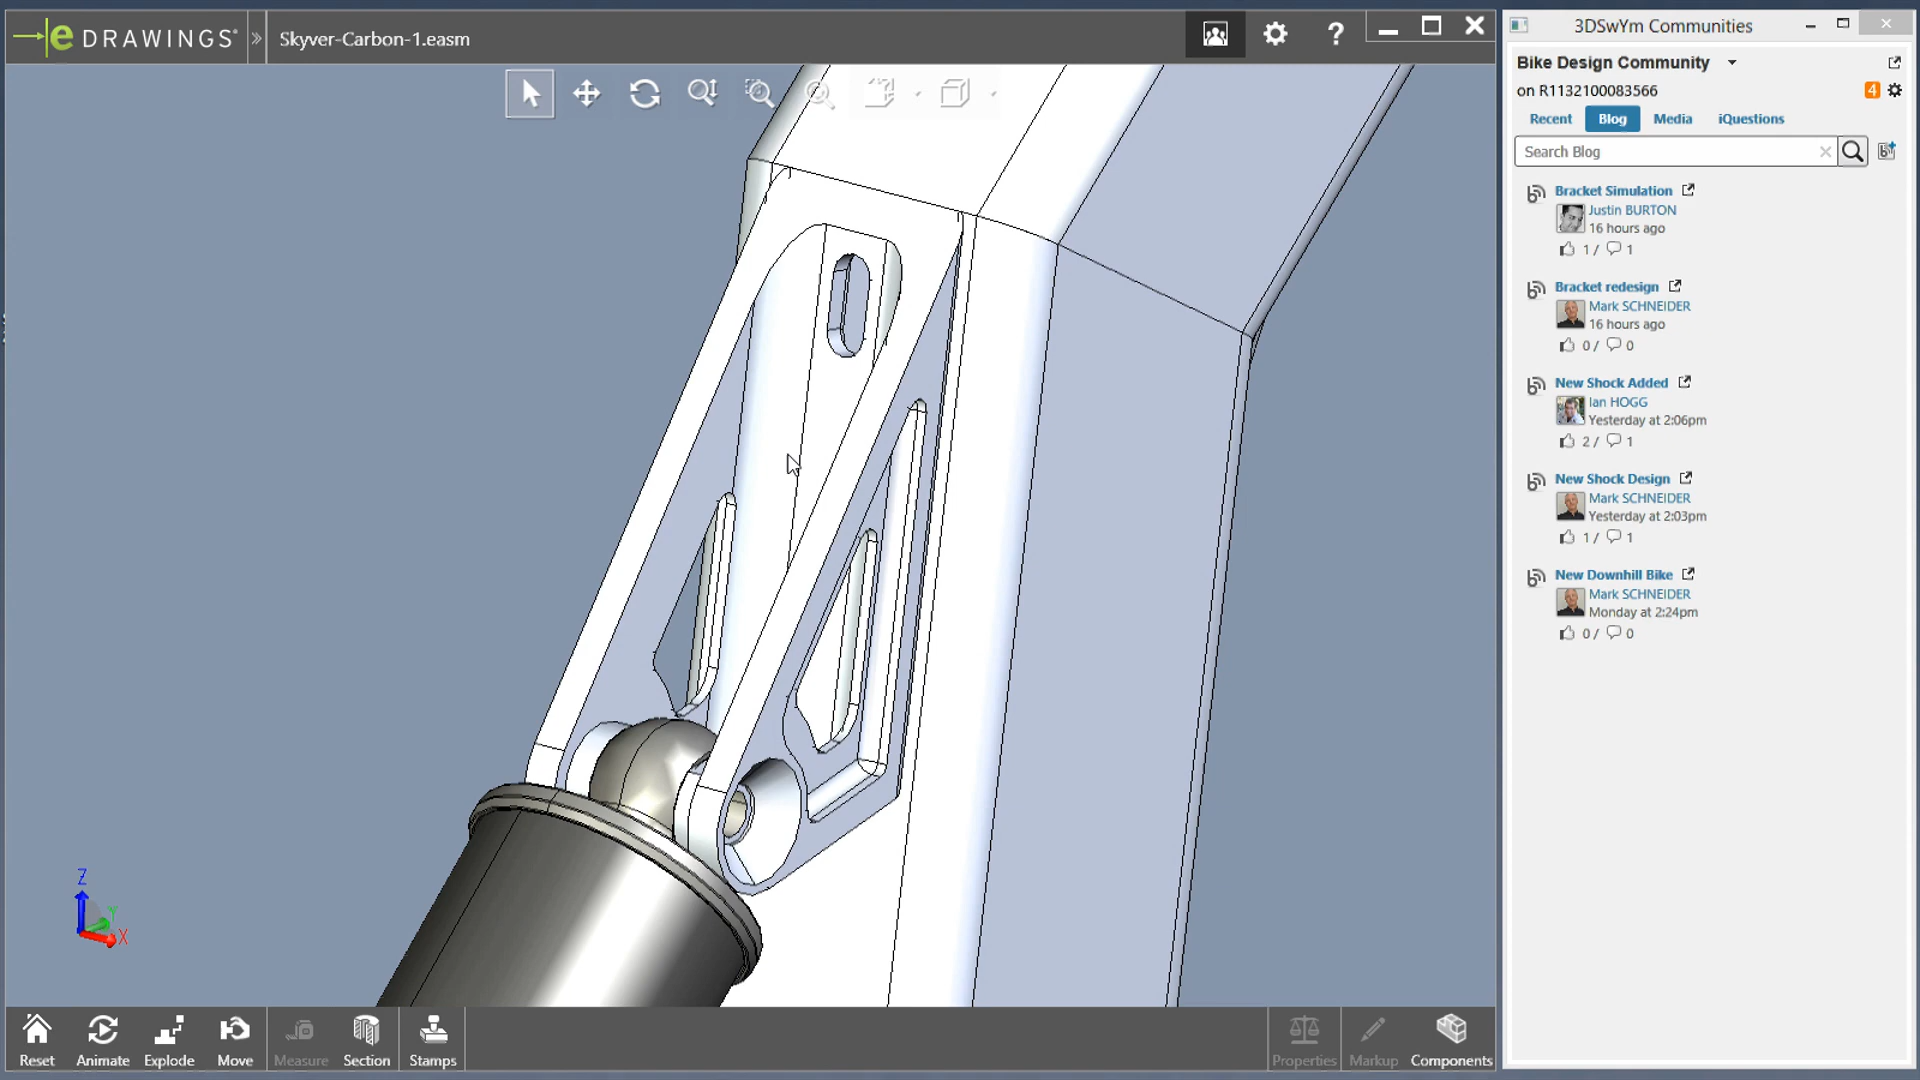 eDRAWINGS® » Skyver-Carbon-1.easm ?
3DSwYm Communities
Bike Design Community
on R1132100083566 4
Recent Blog Media iQuestions
Search Blog
Bracket Simulation
Justin BURTON
16 hours ago
1 / 1
Bracket redesign
Mark SCHNEIDER
16 hours ago
0 / 0
New Shock Added
Ian HOGG
Yesterday at 2:06pm
2 / 1
New Shock Design
Mark SCHNEIDER
Yesterday at 2:03pm
1 / 1
New Downhill Bike
Mark SCHNEIDER
Monday at 2:24pm
0 / 0
Z
Y
X
Reset Animate Explode Move Measure Section Stamps Properties Markup Components